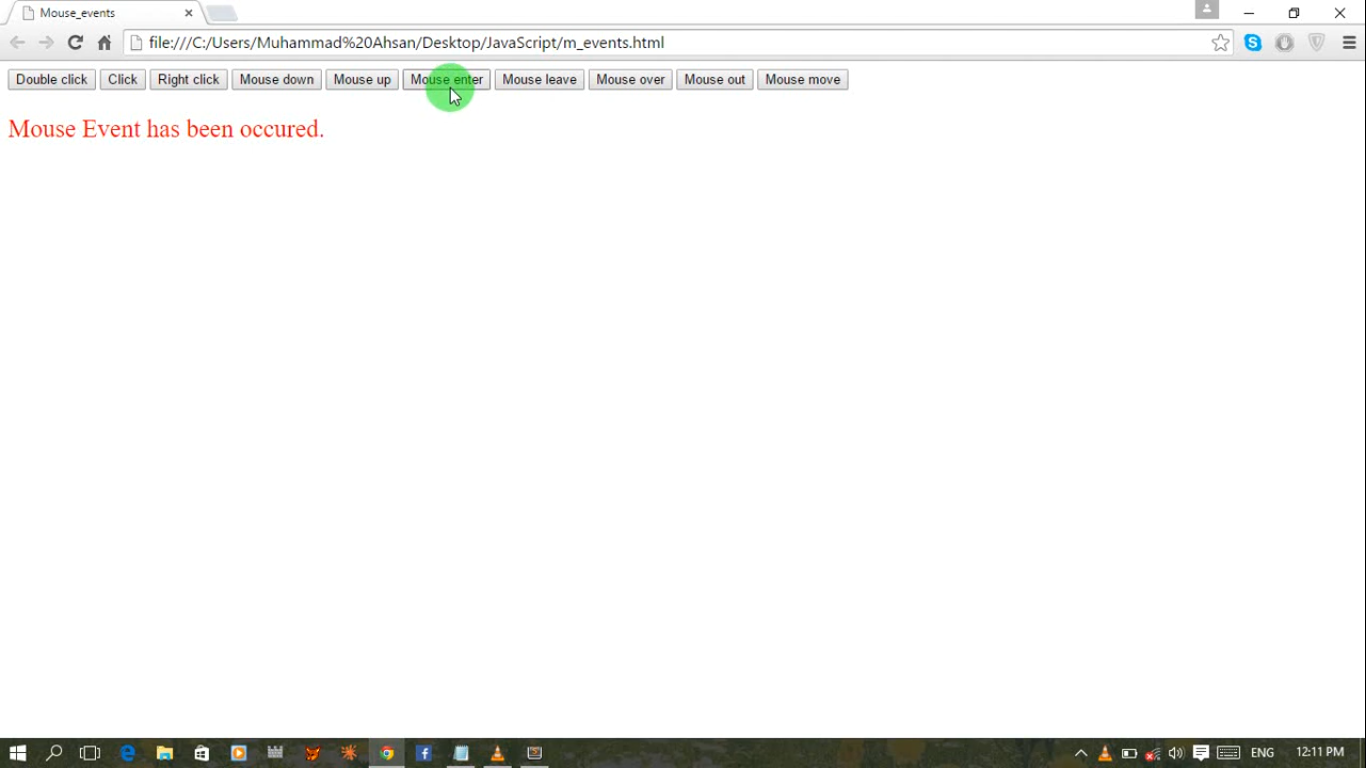 Mouse_events
file:///C:/Users/Muhammad%20Ahsan/Desktop/JavaScript/m_events.html
Double click Click Right click Mouse down Mouse up Mouse enter Mouse leave Mouse over Mouse out Mouse move
Mouse Event has been occured.
ENG 12:11 PM